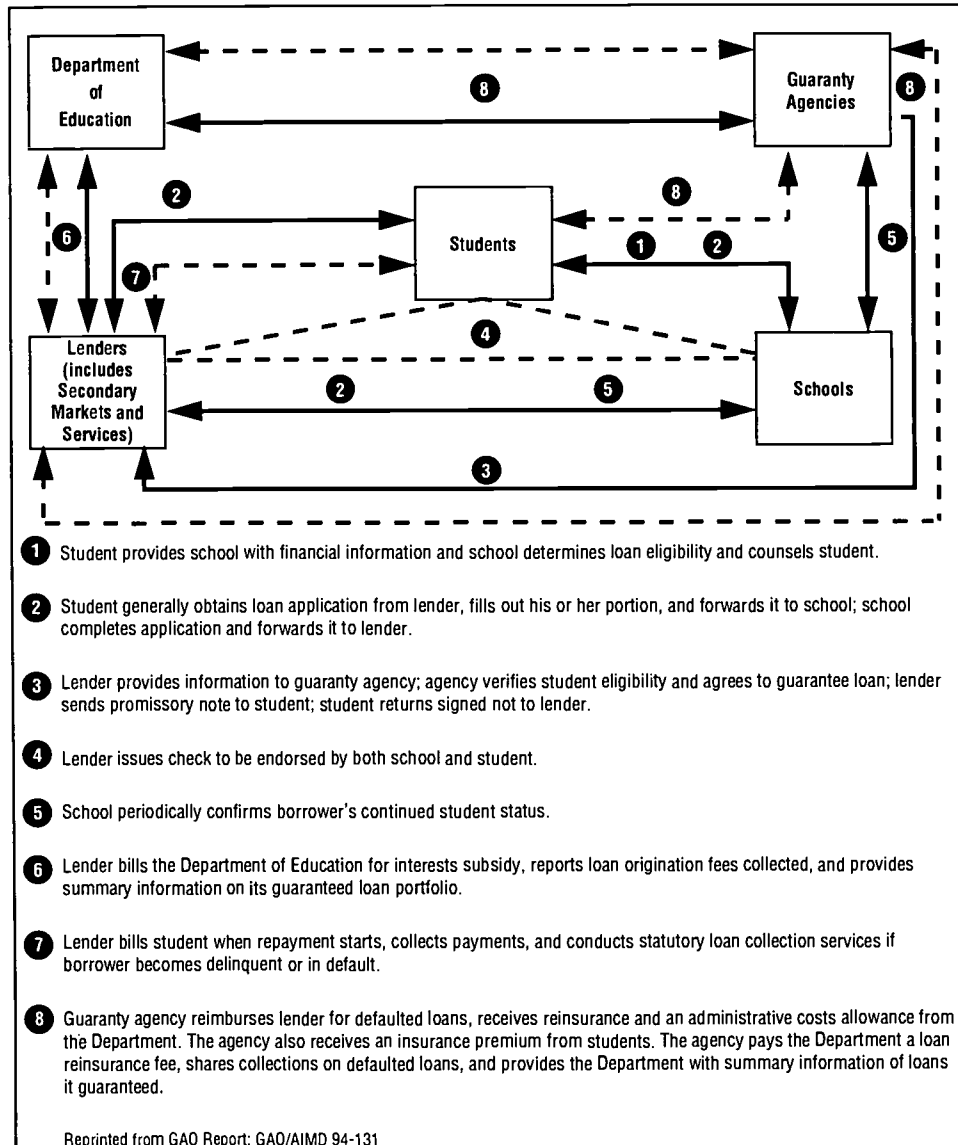 Department
of
Education
8
Guaranty
Agencies
8
2
8
Students
1 2
6
7
5
4
Lenders
(includes
Secondary
Markets and
Services)
2
5
Schools
3
1 Student provides school with financial information and school determines loan eligibility and counsels student.
2 Student generally obtains loan application from lender, fills out his or her portion, and forwards it to school; school
completes application and forwards it to lender.
3 Lender provides information to guaranty agency; agency verifies student eligibility and agrees to guarantee loan; lender
sends promissory note to student; student returns signed not to lender.
4 Lender issues check to be endorsed by both school and student.
5 School periodically confirms borrower's continued student status.
6 Lender bills the Department of Education for interests subsidy, reports loan origination fees collected, and provides
summary information on its guaranteed loan portfolio.
7 Lender bills student when repayment starts, collects payments, and conducts statutory loan collection services if
borrower becomes delinquent or in default.
8 Guaranty agency reimburses lender for defaulted loans, receives reinsurance and an administrative costs allowance from
the Department. The agency also receives an insurance premium from students. The agency pays the Department a loan
reinsurance fee, shares collections on defaulted loans, and provides the Department with summary information of loans
it guaranteed.
Reprinted from GAO Report: GAO/AIMD 94-131